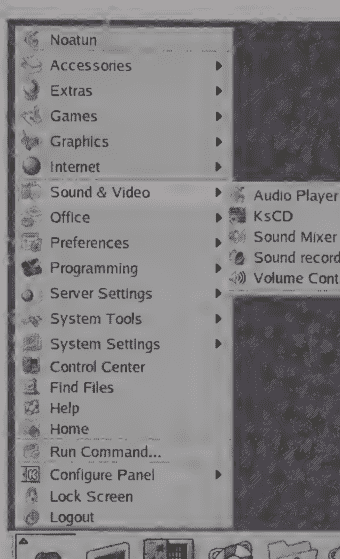 Noatun
Accessories
Extras
Games
Graphics
Internet
Sound & Video
Office
Preferences
Programming
Server Settings
System Tools
System Settings
Control Center
Find Files
Help
Home
Run Command...
Configure Panel
Lock Screen
Logout
Audio Player
KsCD
Sound Mixer
Sound record
Volume Cont